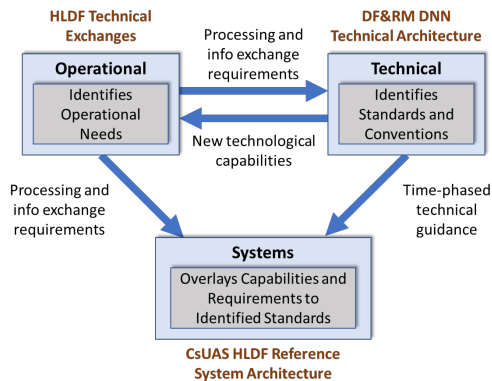 HLDF Technical
Exchanges
DF&RM DNN
Technical Architecture
Processing and
info exchange
requirements
Operational
Identifies
Operational
Needs
Technical
Identifies
Standards and
Conventions
New technological
capabilities
Processing and
info exchange
requirements
Time-phased
technical
guidance
Systems
Overlays Capabilities and
Requirements to
Identified Standards
CsUAS HLDF Reference
System Architecture